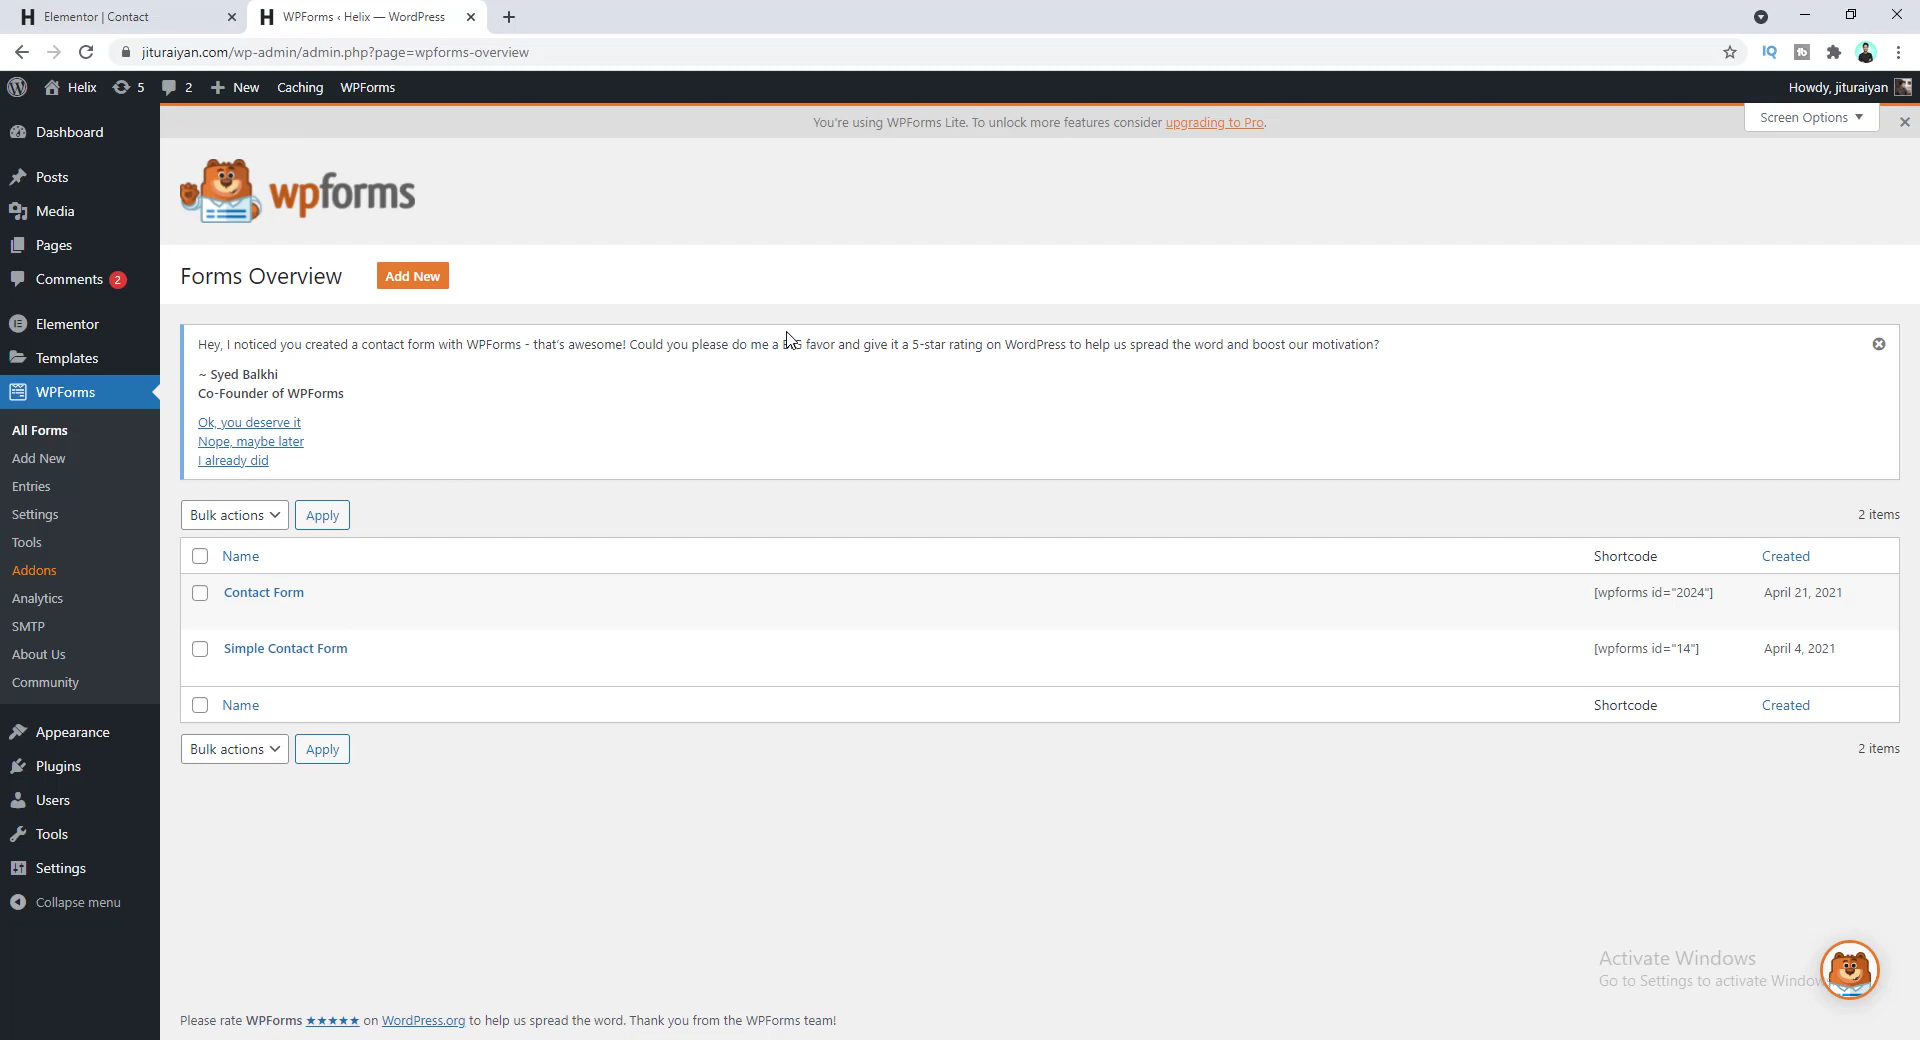 Elementor | Contact
WPForms ‹ Helix — WordPress
jituraiyan.com/wp-admin/admin.php?page=wpforms-overview
Helix
5
2
New
Caching
WPForms
Howdy, jituraiyan
You're using WPForms Lite. To unlock more features consider upgrading to Pro.
Screen Options
Dashboard
Posts
Media
Pages
Comments 2
Elementor
Templates
WPForms
All Forms
Add New
Entries
Settings
Tools
Addons
Analytics
SMTP
About Us
Community
Appearance
Plugins
Users
Tools
Settings
Collapse menu
wpforms
Forms Overview
Add New
Hey, I noticed you created a contact form with WPForms - that's awesome! Could you please do me a BIG favor and give it a 5-star rating on WordPress to help us spread the word and boost our motivation?
~ Syed Balkhi
Co-Founder of WPForms
Ok, you deserve it
Nope, maybe later
I already did
Bulk actions
Apply
2 items
Name Shortcode Created
Contact Form [wpforms id="2024"] April 21, 2021
Simple Contact Form [wpforms id="14"] April 4, 2021
Name Shortcode Created
Bulk actions
Apply
2 items
Activate Windows
Go to Settings to activate Windows
Please rate WPForms ★★★★★ on WordPress.org to help us spread the word. Thank you from the WPForms team!
IQ